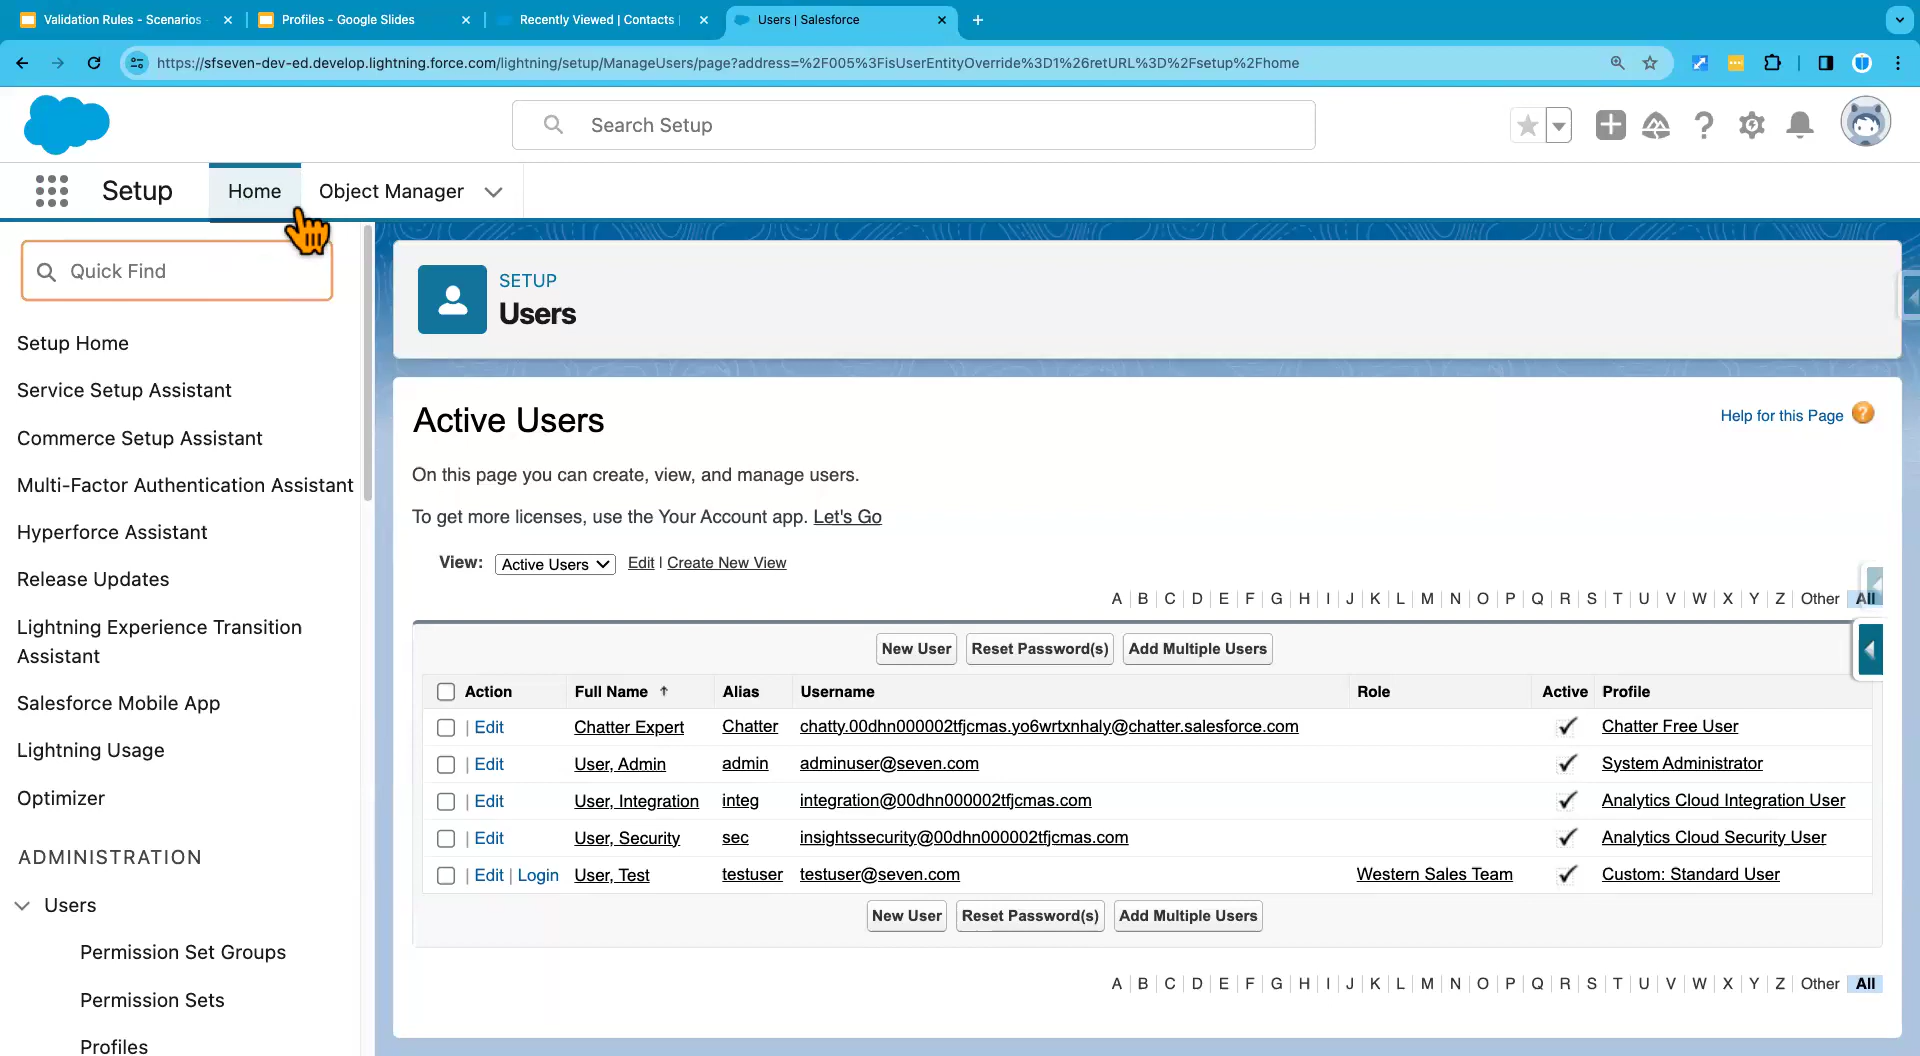 Validation Rules - Scenarios
Profiles - Google Slides
Recently Viewed | Contacts |
Users | Salesforce
https://sfseven-dev-ed.develop.lightning.force.com/lightning/setup/ManageUsers/page?address=%2F005%3FisUserEntityOverride%3D1%26retURL%3D%2Fsetup%2Fhome
Search Setup
Setup
Home
Object Manager
Quick Find
Setup Home
Service Setup Assistant
Commerce Setup Assistant
Multi-Factor Authentication Assistant
Hyperforce Assistant
Release Updates
Lightning Experience Transition
Assistant
Salesforce Mobile App
Lightning Usage
Optimizer
ADMINISTRATION
Users
Permission Set Groups
Permission Sets
Profiles
SETUP
Users
Active Users
Help for this Page ?
On this page you can create, view, and manage users.
To get more licenses, use the Your Account app. Let's Go
View: Active Users Edit | Create New View
A | B | C | D | E | F | G | H | I | J | K | L | M | N | O | P | Q | R | S | T | U | V | W | X | Y | Z | Other | All
New User Reset Password(s) Add Multiple Users
Action Full Name ↑ Alias Username Role Active Profile
| Edit Chatter Expert Chatter chatty.00dhn000002tfjcmas.yo6wrtxnhaly@chatter.salesforce.com ✓ Chatter Free User
| Edit User, Admin admin adminuser@seven.com ✓ System Administrator
| Edit User, Integration integ integration@00dhn000002tfjcmas.com ✓ Analytics Cloud Integration User
| Edit User, Security sec insightssecurity@00dhn000002tfjcmas.com ✓ Analytics Cloud Security User
| Edit | Login User, Test testuser testuser@seven.com Western Sales Team ✓ Custom: Standard User
New User Reset Password(s) Add Multiple Users
A | B | C | D | E | F | G | H | I | J | K | L | M | N | O | P | Q | R | S | T | U | V | W | X | Y | Z | Other | All